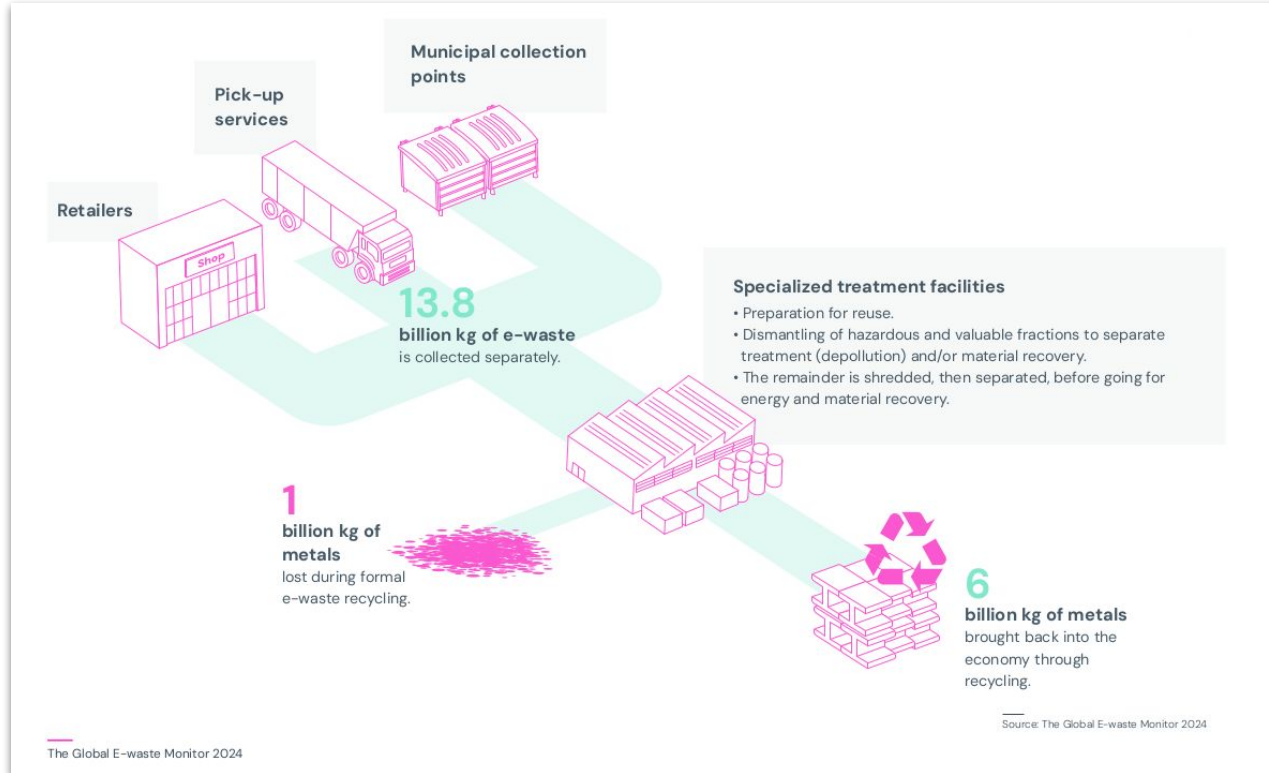 Municipal collection
points
Pick-up
services
Retailers
Shop
13.8
billion kg of e-waste
is collected separately.
Specialized treatment facilities
• Preparation for reuse.
• Dismantling of hazardous and valuable fractions to separate
treatment (depollution) and/or material recovery.
• The remainder is shredded, then separated, before going for
energy and material recovery.
1
billion kg of
metals
lost during formal
e-waste recycling.
6
billion kg of metals
brought back into the
economy through
recycling.
Source: The Global E-waste Monitor 2024
The Global E-waste Monitor 2024